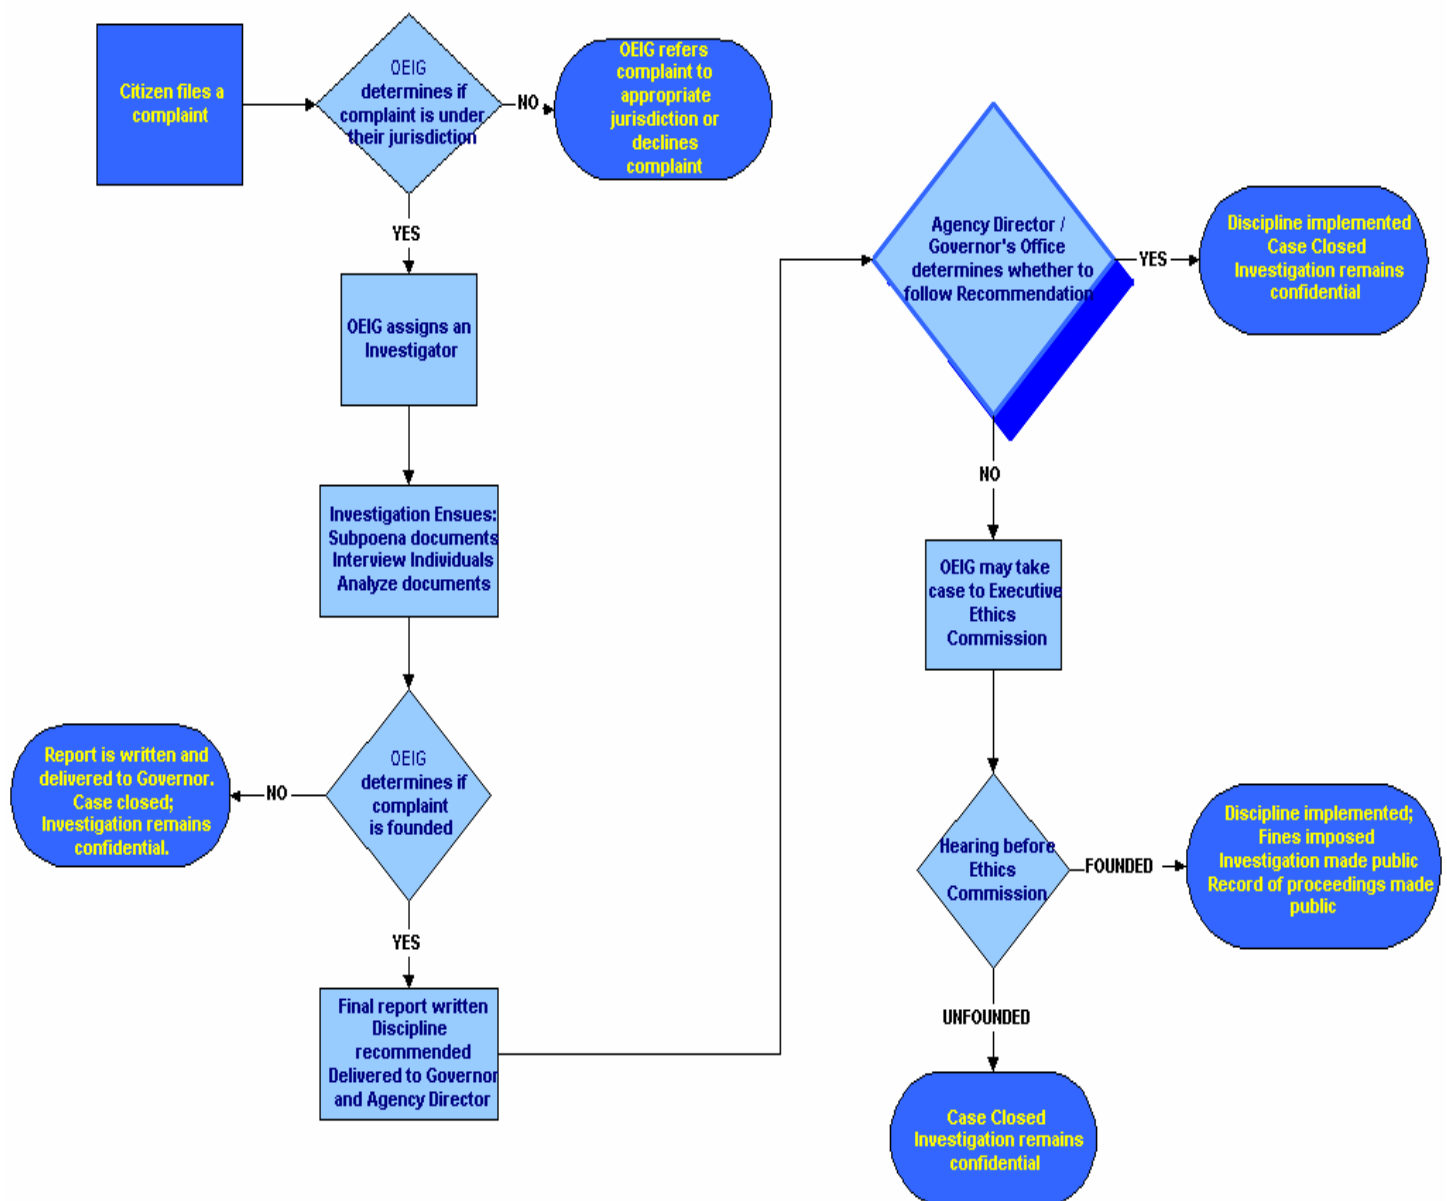 Citizen files a
complaint
OEIG
determines if
complaint is under
their jurisdiction
NO
OEIG refers
complaint to
appropriate
jurisdiction or
declines
complaint
YES
OEIG assigns an
Investigator
Investigation Ensues:
Subpoena documents
Interview Individuals
Analyze documents
OEIG
determines if
complaint
is founded
NO
Report is written and
delivered to Governor.
Case closed;
Investigation remains
confidential.
YES
Final report written
Discipline
recommended
Delivered to Governor
and Agency Director
Agency Director /
Governor's Office
determines whether to
follow Recommendation
YES
Discipline implemented
Case Closed
Investigation remains
confidential
NO
OEIG may take
case to Executive
Ethics
Commission
Hearing before
Ethics
Commission
FOUNDED
Discipline implemented;
Fines imposed
Investigation made public
Record of proceedings made
public
UNFOUNDED
Case Closed
Investigation remains
confidential